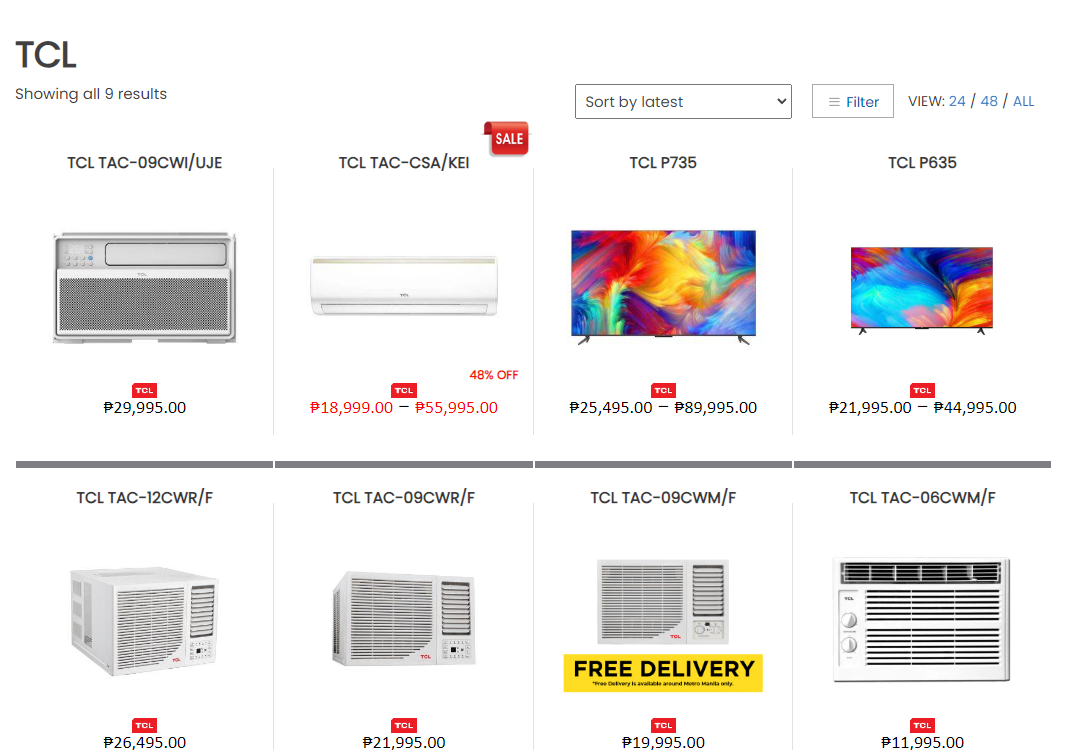 TCL
Showing all 9 results
Sort by latest
Filter
VIEW: 24 / 48 / ALL
SALE
TCL TAC-09CWI/UJE
TCL TAC-CSA/KEI
TCL P735
TCL P635
TCL
TCL
48% OFF
TCL
TCL
TCL
TCL
₱29,995.00
₱18,999.00 – ₱55,995.00
₱25,495.00 – ₱89,995.00
₱21,995.00 – ₱44,995.00
TCL TAC-12CWR/F
TCL TAC-09CWR/F
TCL TAC-09CWM/F
TCL TAC-06CWM/F
TCL
TCL
TCL
TCL
FREE DELIVERY
*Free Delivery is available around Metro Manila only.
TCL
TCL
TCL
TCL
₱26,495.00
₱21,995.00
₱19,995.00
₱11,995.00